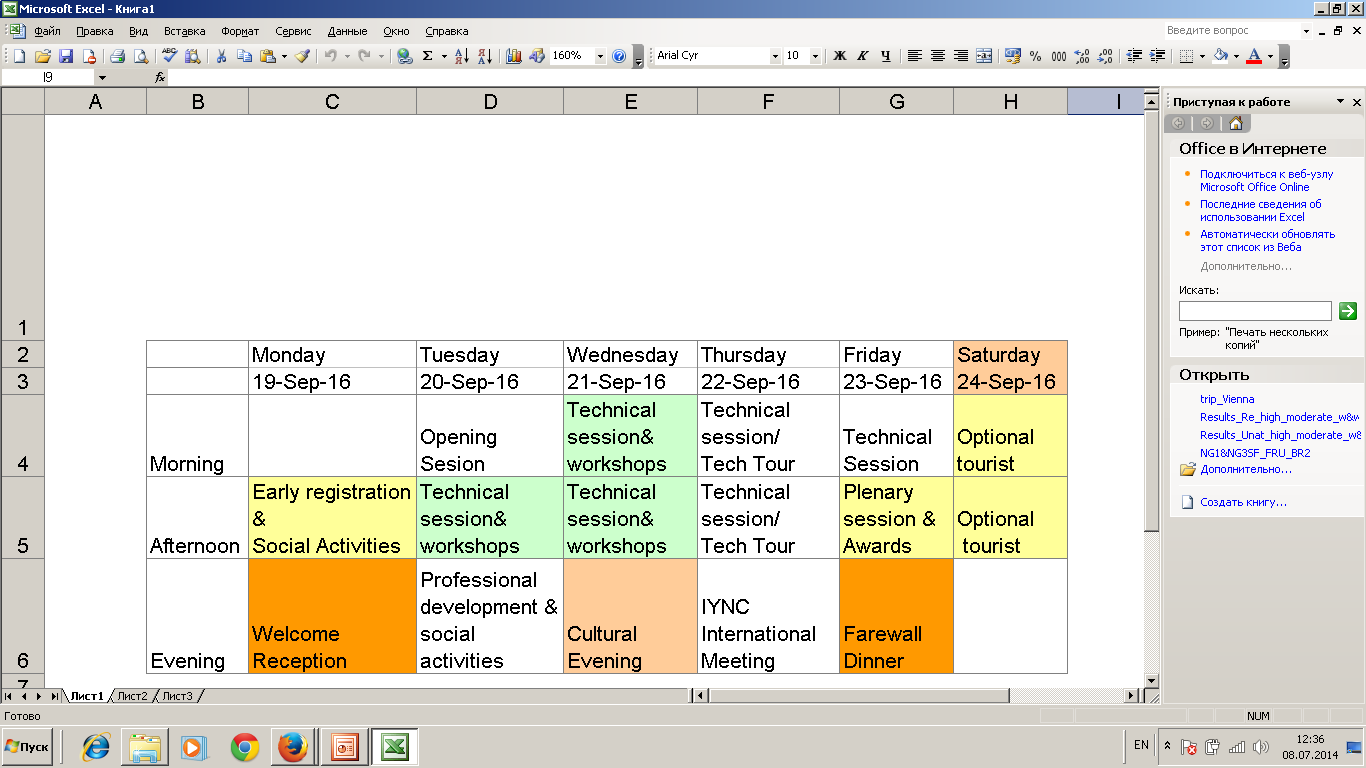 Microsoft Excel - Книга1
Файл Правка Вид Вставка Формат Сервис Данные Окно Справка Введите вопрос
160% Arial Cyr 10 Ж К Ч % 000
I9 fx
A B C D E F G H I
Приступая к работе
Office в Интернете
Подключиться к веб-узлу
Microsoft Office Online
Последние сведения об
использовании Excel
Автоматически обновлять
этот список из Веба
Дополнительно...
Искать:
Пример: "Печать нескольких
копий"
Открыть
trip_Vienna
Results_Re_high_moderate_w&w
Results_Unat_high_moderate_w&
NG1&NG3SF_FRU_BR2
Дополнительно...
Создать книгу...
1
2 Monday Tuesday Wednesday Thursday Friday Saturday
3 19-Sep-16 20-Sep-16 21-Sep-16 22-Sep-16 23-Sep-16 24-Sep-16
4
Morning
Opening
Sesion
Technical
session&
workshops
Technical
session/
Tech Tour
Technical
Session
Optional
tourist
5
Afternoon
Early registration
&
Social Activities
Technical
session&
workshops
Technical
session&
workshops
Technical
session/
Tech Tour
Plenary
session &
Awards
Optional
tourist
6
Evening
Welcome
Reception
Professional
development &
social
activities
Cultural
Evening
IYNC
International
Meeting
Farewall
Dinner
7
Лист1 Лист2 Лист3
Готово NUM
Пуск EN 12:36
08.07.2014